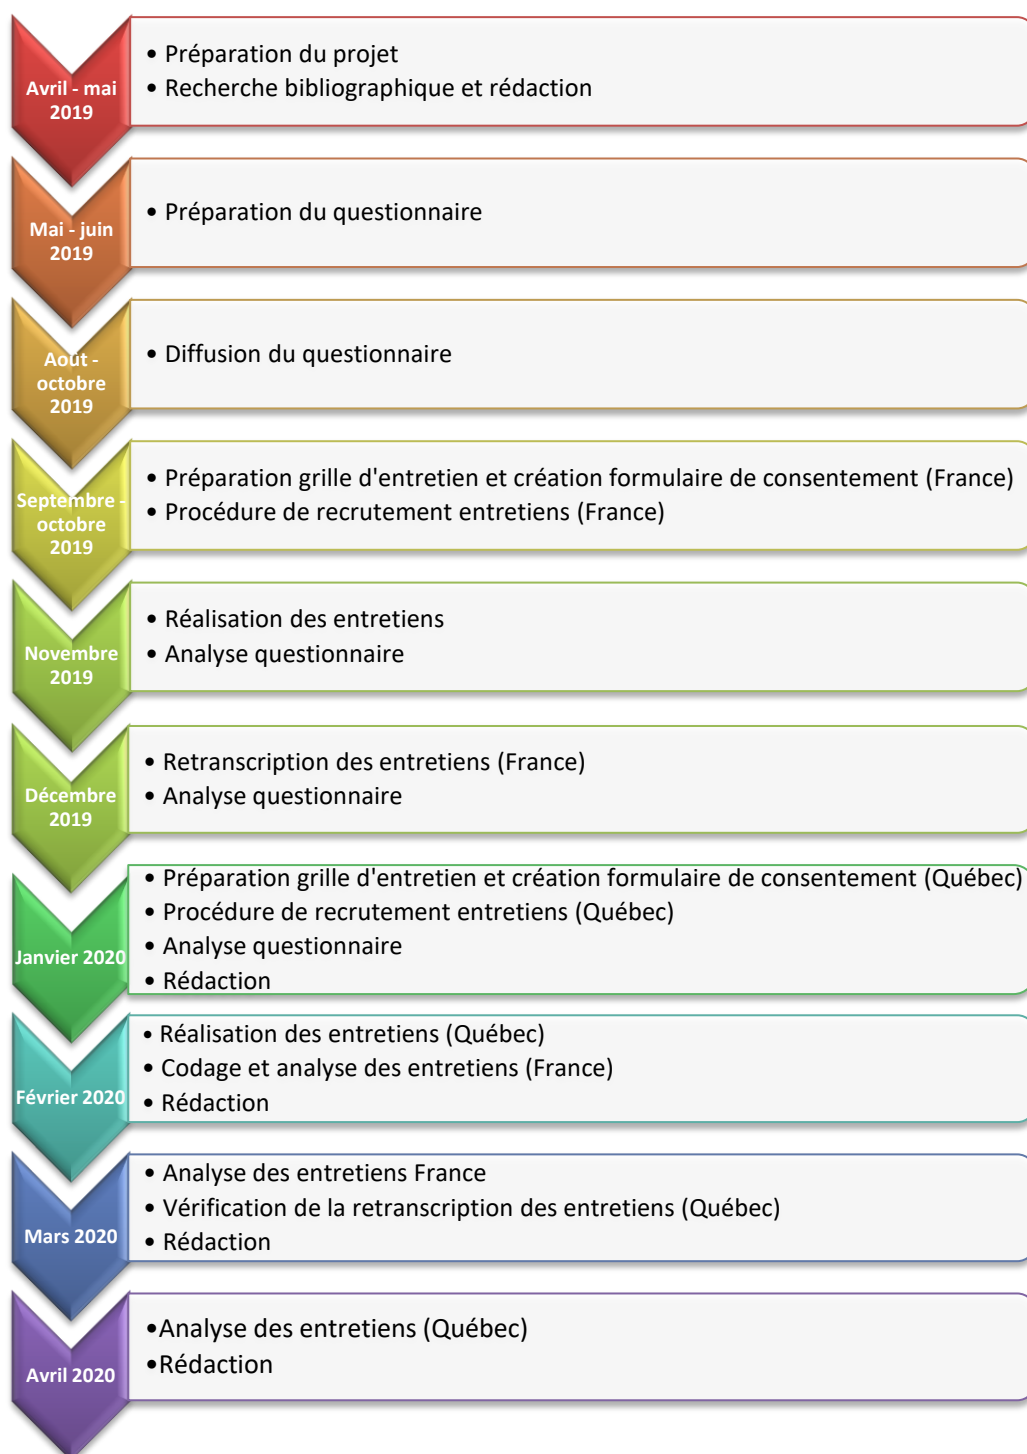 Avril - mai
2019
• Préparation du projet
• Recherche bibliographique et rédaction
Mai - juin
2019
• Préparation du questionnaire
Août -
octobre
2019
• Diffusion du questionnaire
Septembre -
octobre
2019
• Préparation grille d'entretien et création formulaire de consentement (France)
• Procédure de recrutement entretiens (France)
Novembre
2019
• Réalisation des entretiens
• Analyse questionnaire
Décembre
2019
• Retranscription des entretiens (France)
• Analyse questionnaire
Janvier 2020
• Préparation grille d'entretien et création formulaire de consentement (Québec)
• Procédure de recrutement entretiens (Québec)
• Analyse questionnaire
• Rédaction
Février 2020
• Réalisation des entretiens (Québec)
• Codage et analyse des entretiens (France)
• Rédaction
Mars 2020
• Analyse des entretiens France
• Vérification de la retranscription des entretiens (Québec)
• Rédaction
Avril 2020
•Analyse des entretiens (Québec)
•Rédaction